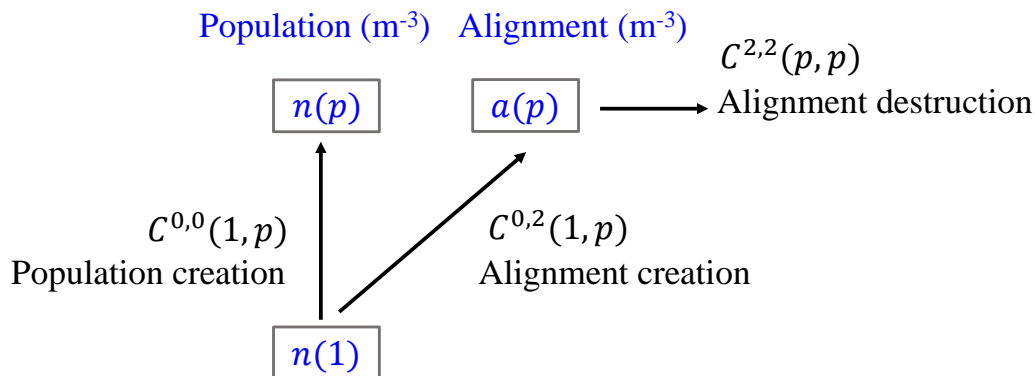 Population (m⁻³) Alignment (m⁻³)
n(p)
a(p)
C²,²(p, p)
Alignment destruction
C⁰,⁰(1, p)
Population creation
C⁰,²(1, p)
Alignment creation
n(1)